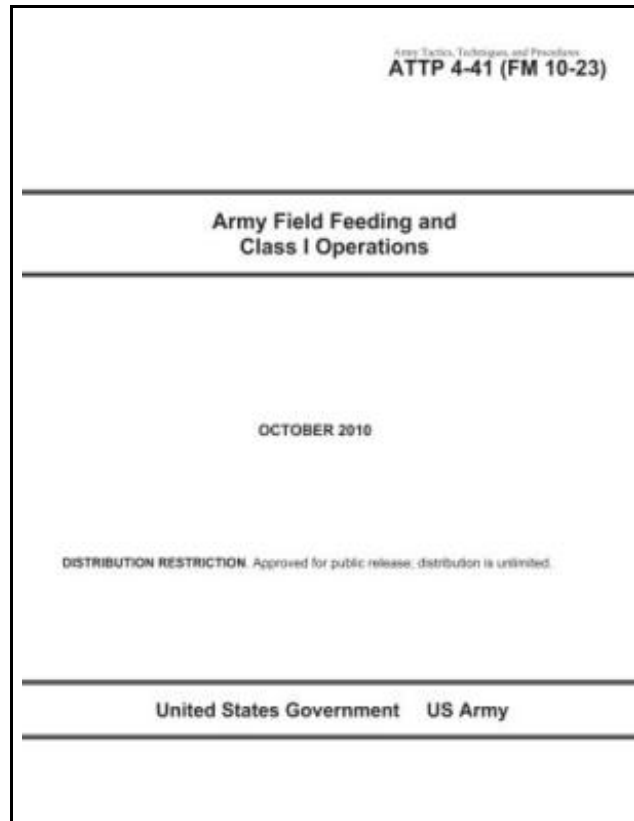 Army Tactics, Techniques, and Procedures
ATTP 4-41 (FM 10-23)
Army Field Feeding and
Class I Operations
OCTOBER 2010
DISTRIBUTION RESTRICTION. Approved for public release; distribution is unlimited.
United States Government US Army